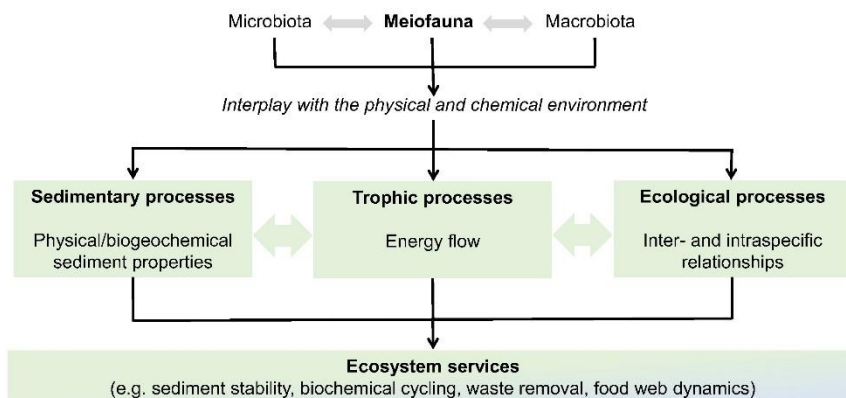 Microbiota Meiofauna Macrobiota
Interplay with the physical and chemical environment
Sedimentary processes
Physical/biogeochemical
sediment properties
Trophic processes
Energy flow
Ecological processes
Inter- and intraspecific
relationships
Ecosystem services
(e.g. sediment stability, biochemical cycling, waste removal, food web dynamics)